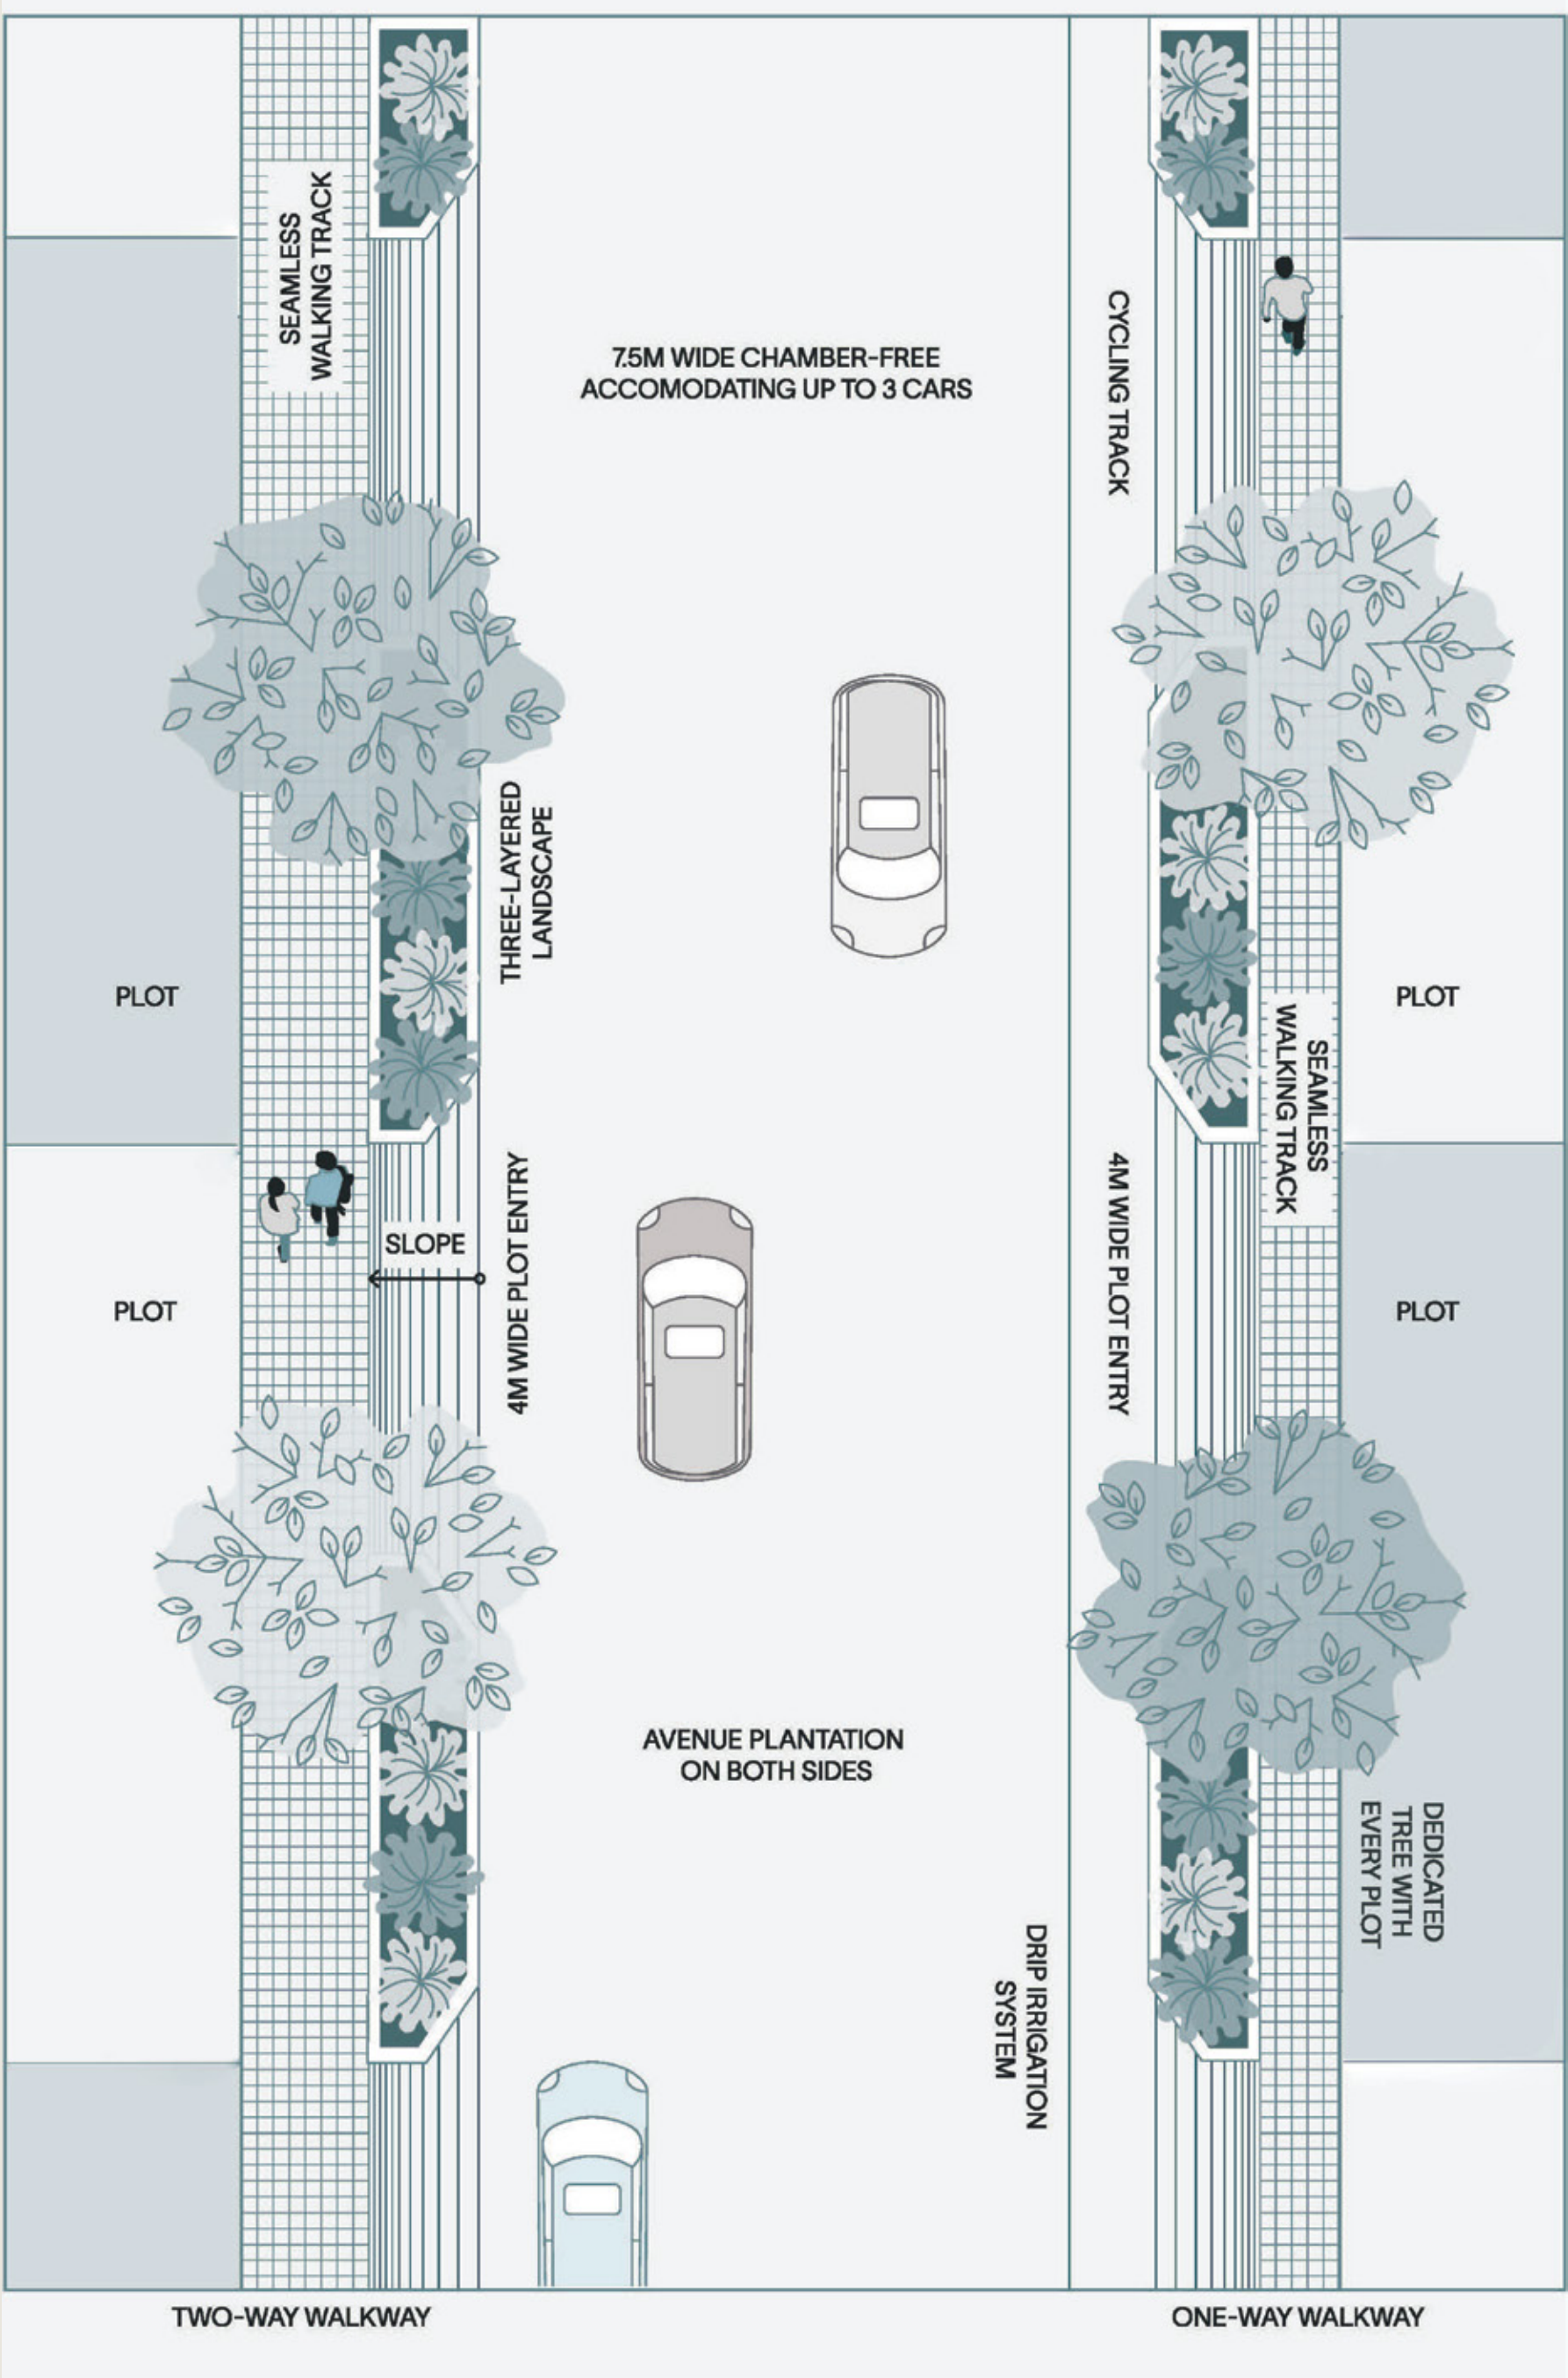 SEAMLESS
WALKING TRACK
7.5M WIDE CHAMBER-FREE
ACCOMODATING UP TO 3 CARS
CYCLING TRACK
THREE-LAYERED
LANDSCAPE
PLOT
PLOT
SEAMLESS
WALKING TRACK
SLOPE
4M WIDE PLOT ENTRY
4M WIDE PLOT ENTRY
PLOT
PLOT
AVENUE PLANTATION
ON BOTH SIDES
DEDICATED
TREE WITH
EVERY PLOT
DRIP IRRIGATION
SYSTEM
TWO-WAY WALKWAY
ONE-WAY WALKWAY